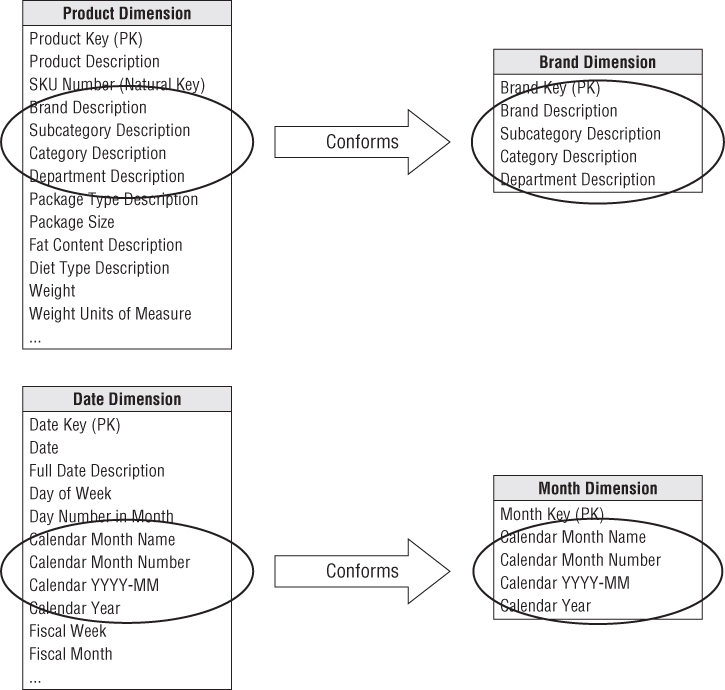 Product Dimension
Product Key (PK)
Product Description
SKU Number (Natural Key)
Brand Description
Subcategory Description
Category Description
Department Description
Package Type Description
Package Size
Fat Content Description
Diet Type Description
Weight
Weight Units of Measure
...
Conforms
Brand Dimension
Brand Key (PK)
Brand Description
Subcategory Description
Category Description
Department Description
Date Dimension
Date Key (PK)
Date
Full Date Description
Day of Week
Day Number in Month
Calendar Month Name
Calendar Month Number
Calendar YYYY-MM
Calendar Year
Fiscal Week
Fiscal Month
...
Conforms
Month Dimension
Month Key (PK)
Calendar Month Name
Calendar Month Number
Calendar YYYY-MM
Calendar Year